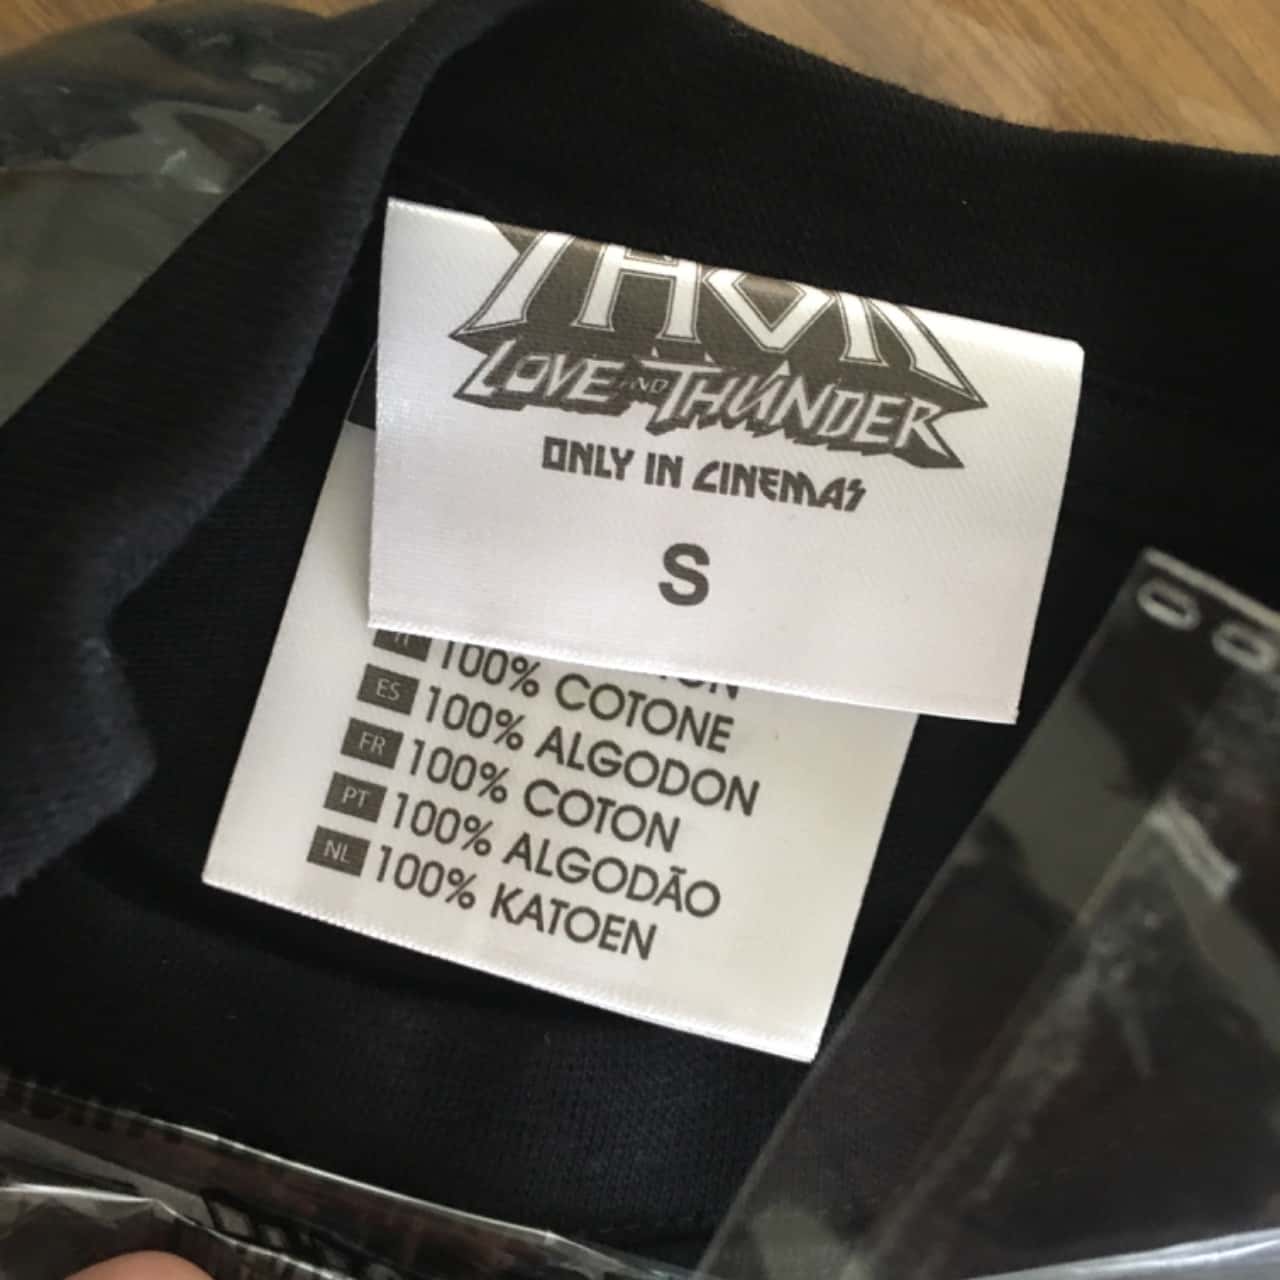 THOR
LOVE AND THUNDER
ONLY IN CINEMAS
S
IT 100% COTONE
ES 100% ALGODON
FR 100% COTON
PT 100% ALGODÃO
NL 100% KATOEN